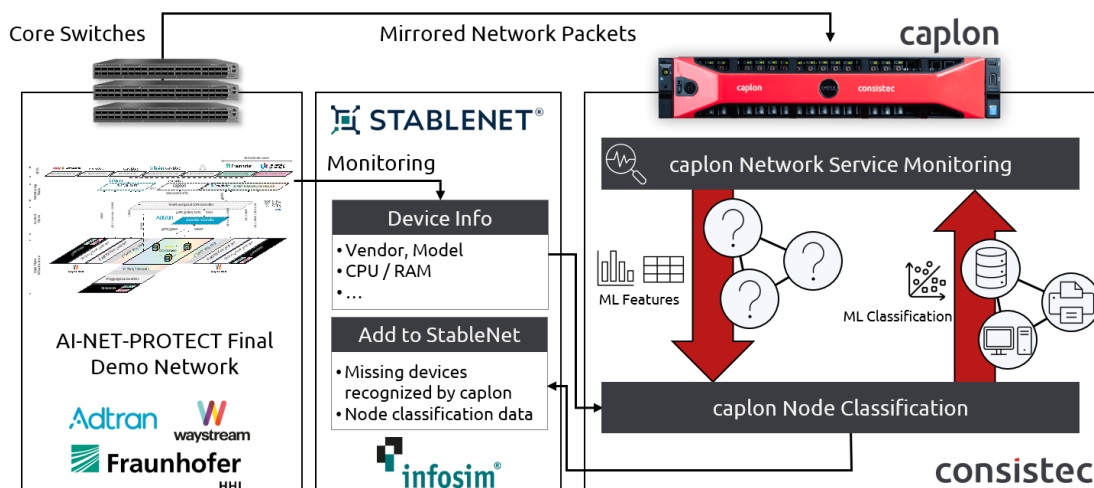 Core Switches
Mirrored Network Packets
caplon
caplon
consistec
STABLENET®
Monitoring
Device Info
• Vendor, Model
• CPU / RAM
• ...
Add to StableNet
• Missing devices
recognized by caplon
• Node classification data
infosim®
AI-NET-PROTECT Final
Demo Network
Adtran
waystream
Fraunhofer
HHI
Adtran
caplon Network Service Monitoring
?
?
?
ML Features
ML Classification
caplon Node Classification
consistec